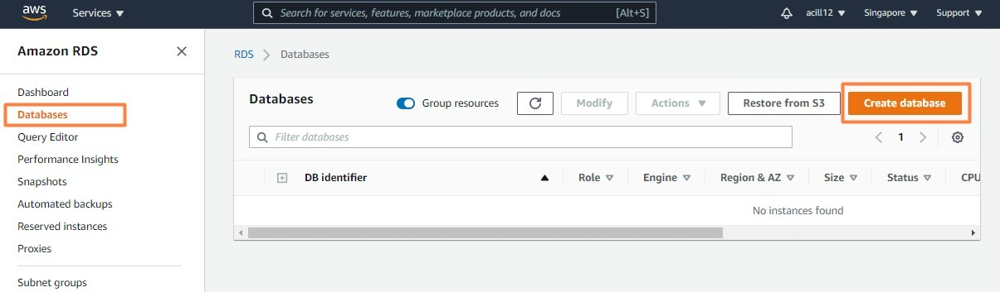 aws Services Search for services, features, marketplace products, and docs [Alt+S] acill12 Singapore Support
Amazon RDS
Dashboard
Databases
Query Editor
Performance Insights
Snapshots
Automated backups
Reserved instances
Proxies
Subnet groups
RDS Databases
Databases Group resources Modify Actions Restore from S3 Create database
Filter databases 1
DB identifier Role Engine Region & AZ Size Status CPU
No instances found